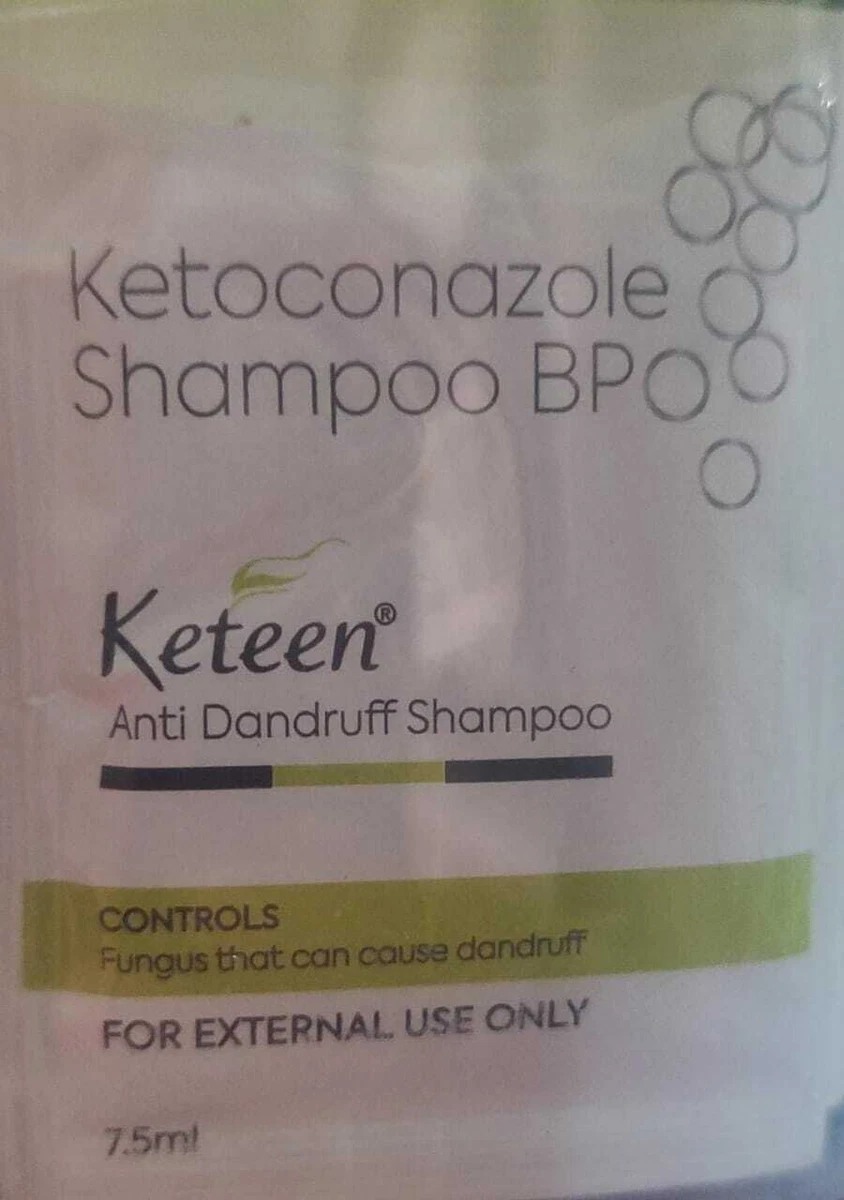 Ketoconazole
Shampoo BP
Keteen®
Anti Dandruff Shampoo
CONTROLS
Fungus that can cause dandruff
FOR EXTERNAL USE ONLY
7.5ml